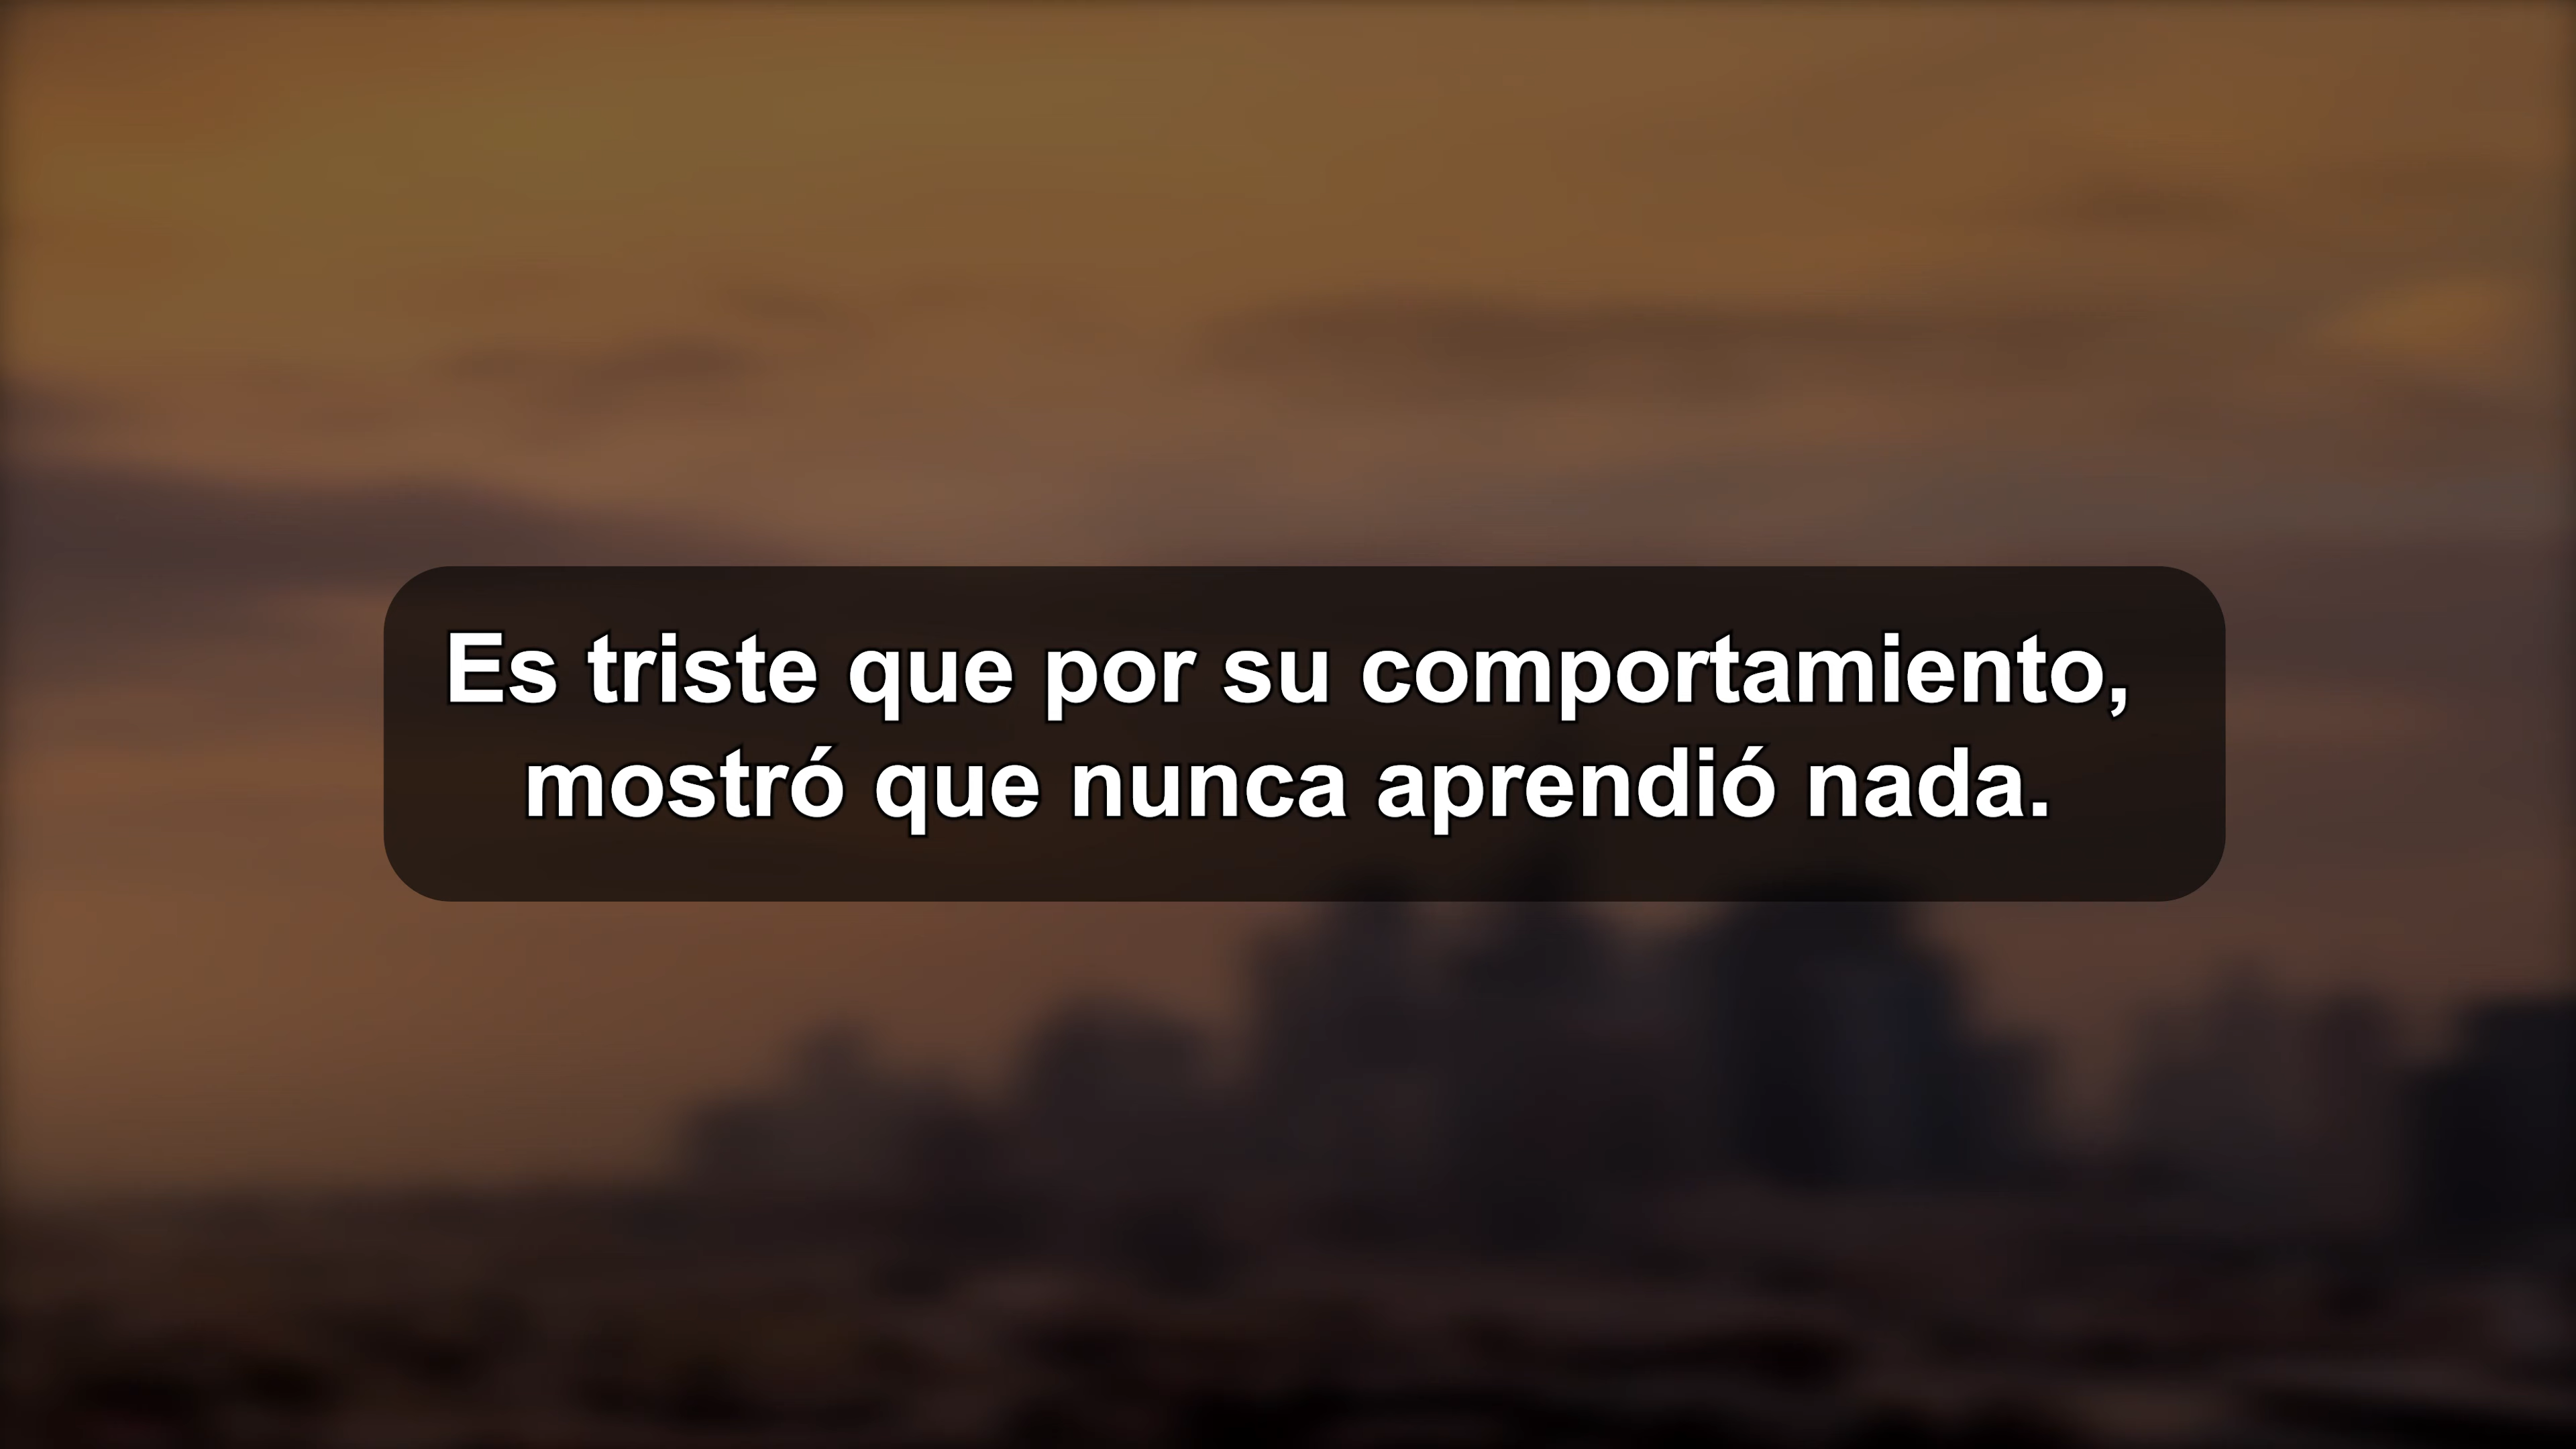 Es triste que por su comportamiento,
mostró que nunca aprendió nada.